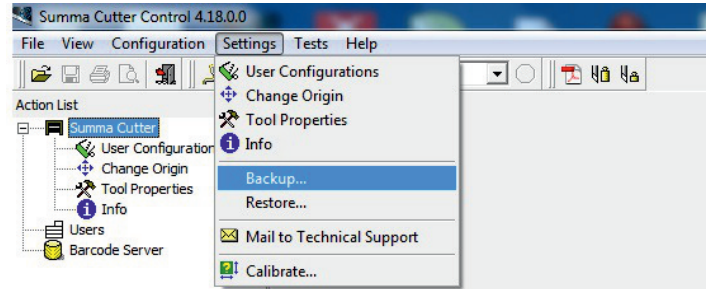 Summa Cutter Control 4.18.0.0
File View Configuration Settings Tests Help
Action List
Summa Cutter
User Configuration
Change Origin
Tool Properties
Info
Users
Barcode Server
User Configurations
Change Origin
Tool Properties
Info
Backup...
Restore...
Mail to Technical Support
Calibrate...